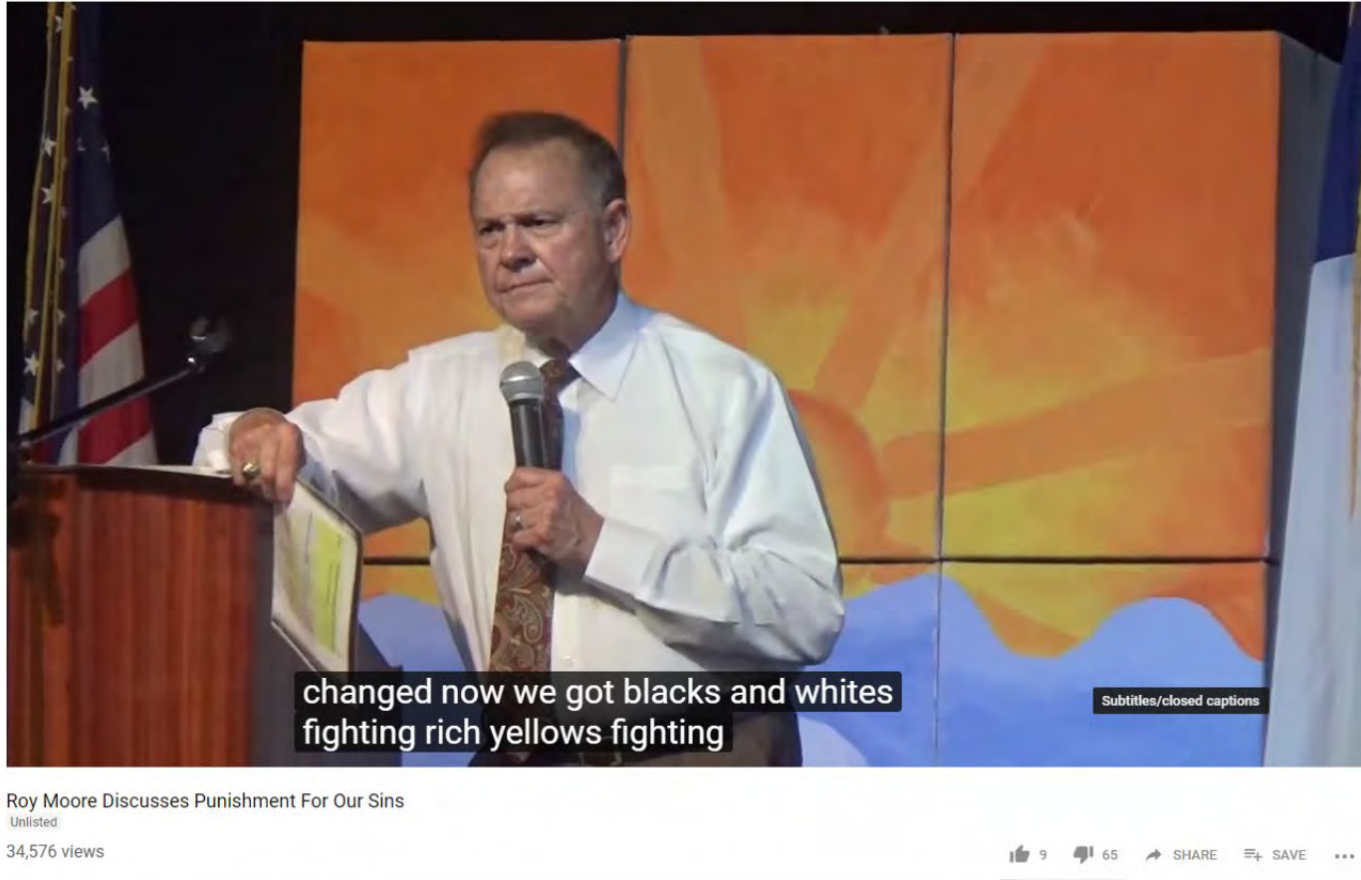 changed now we got blacks and whites
fighting rich yellows fighting
Subtitles/closed captions
Roy Moore Discusses Punishment For Our Sins
Unlisted
34,576 views
9 65 SHARE SAVE